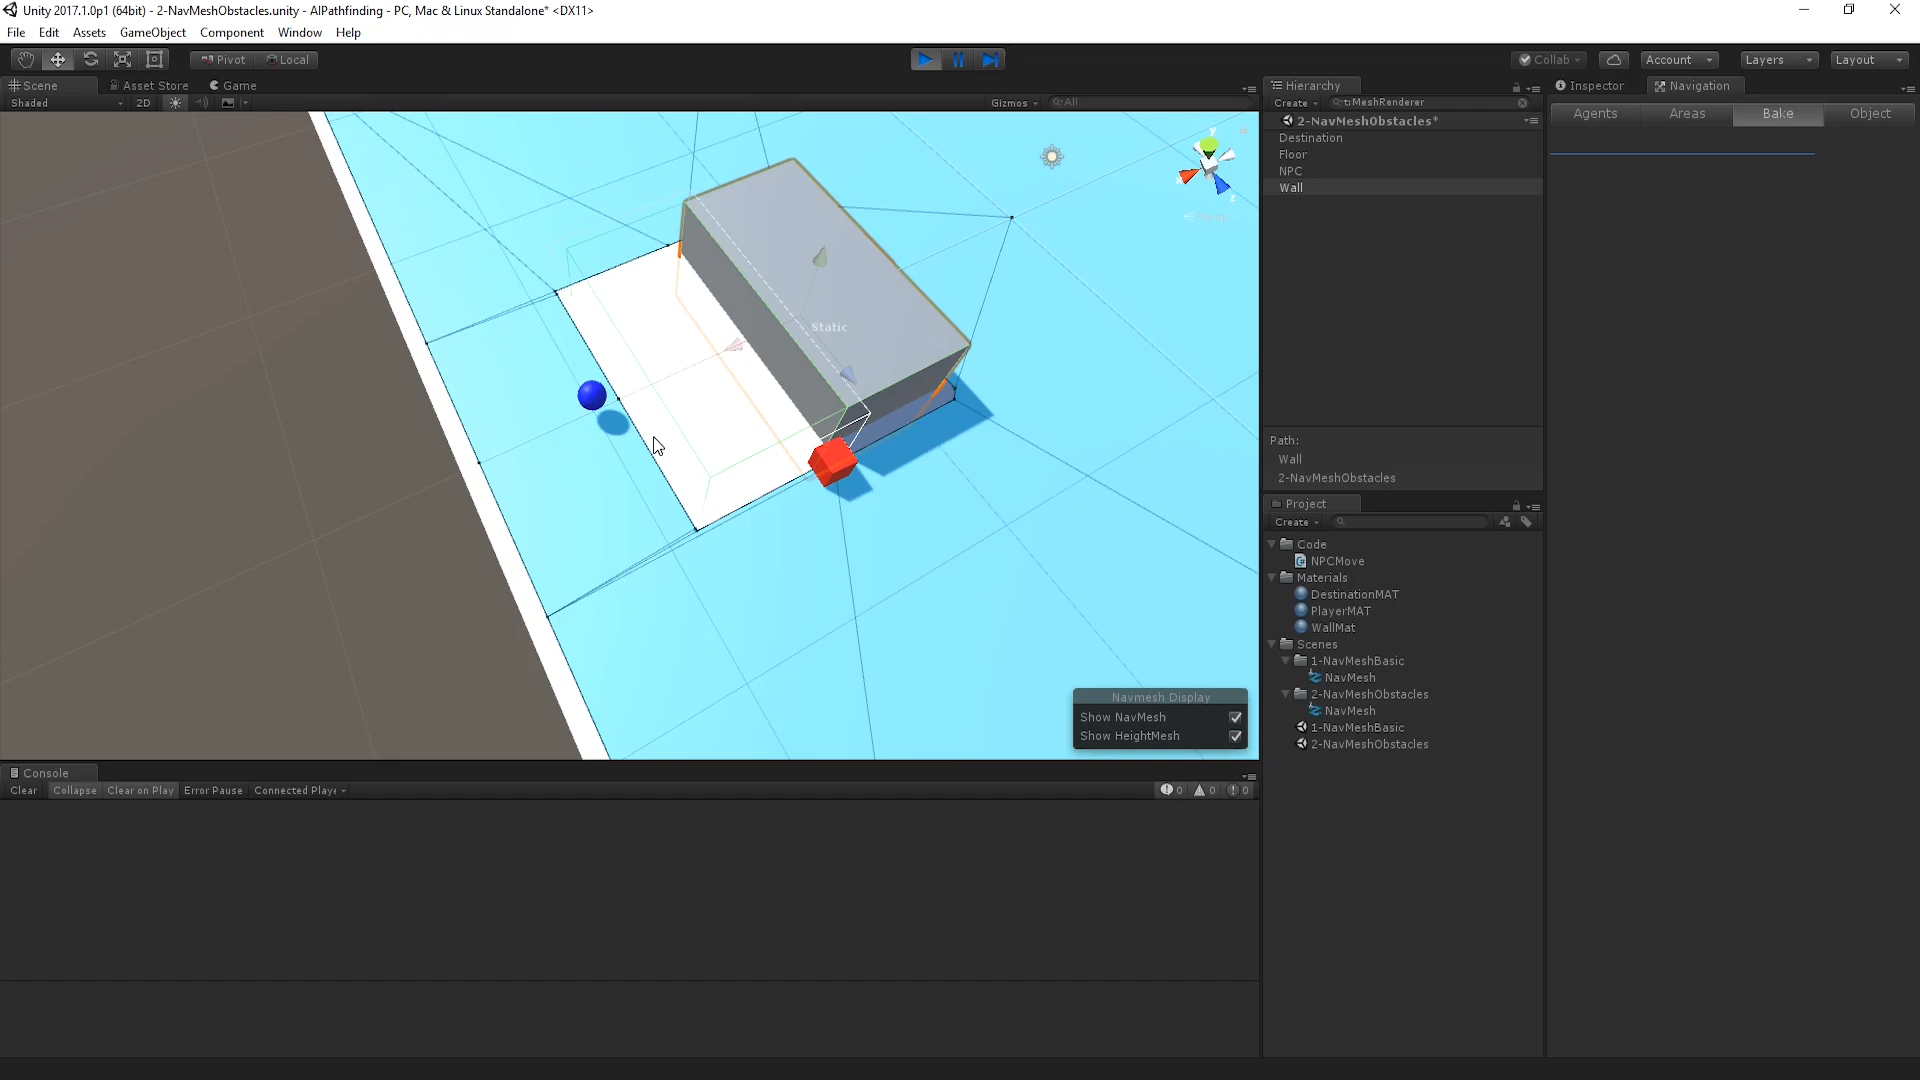 Unity 2017.1.0p1 (64bit) - 2-NavMeshObstacles.unity - AIPathfinding - PC, Mac & Linux Standalone* <DX11>
File Edit Assets GameObject Component Window Help
Pivot Local Collab Account Layers Layout
Scene Asset Store Game
Shaded 2D Gizmos All
y
x
z
Persp
Static
Navmesh Display
Show NavMesh
Show HeightMesh
Console
Clear Collapse Clear on Play Error Pause Connected Playe 0 0 0
Hierarchy
Create t:MeshRenderer
2-NavMeshObstacles*
Destination
Floor
NPC
Wall
Path:
Wall
2-NavMeshObstacles
Project
Create
Code
NPCMove
Materials
DestinationMAT
PlayerMAT
WallMat
Scenes
1-NavMeshBasic
NavMesh
2-NavMeshObstacles
NavMesh
1-NavMeshBasic
2-NavMeshObstacles
Inspector Navigation
Agents Areas Bake Object